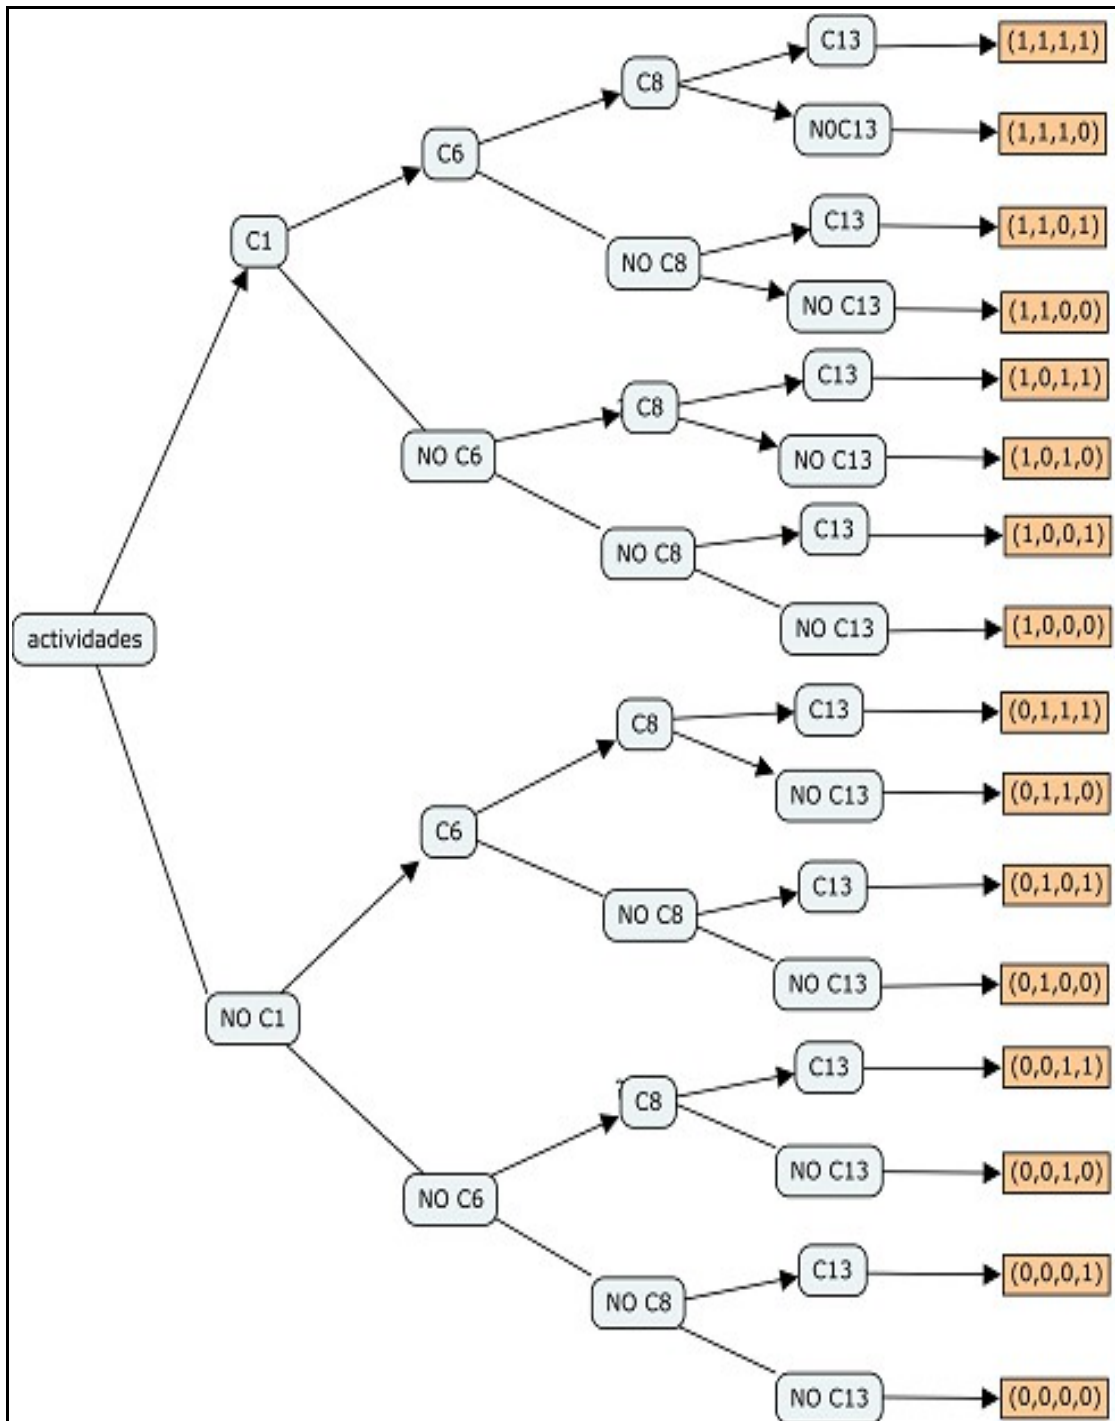 C13
(1,1,1,1)
C8
N0C13
(1,1,1,0)
C6
C13
(1,1,0,1)
C1
NO C8
NO C13
(1,1,0,0)
C13
(1,0,1,1)
C8
NO C6
NO C13
(1,0,1,0)
C13
(1,0,0,1)
NO C8
NO C13
(1,0,0,0)
actividades
C13
(0,1,1,1)
C8
NO C13
(0,1,1,0)
C6
C13
(0,1,0,1)
NO C8
NO C13
(0,1,0,0)
NO C1
C13
(0,0,1,1)
C8
NO C13
(0,0,1,0)
NO C6
C13
(0,0,0,1)
NO C8
NO C13
(0,0,0,0)